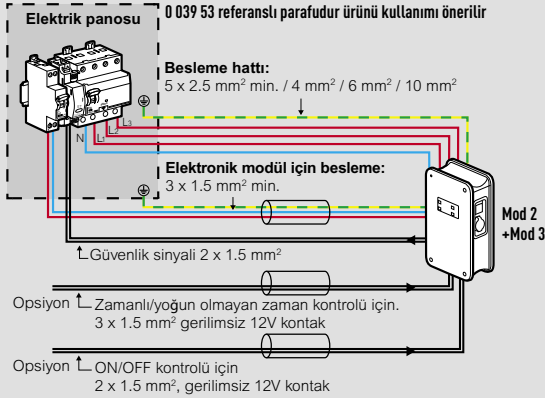 0 039 53 referanslı parafudur ürünü kullanımı önerilir
Elektrik panosu
Besleme hattı:
5 x 2.5 mm² min. / 4 mm² / 6 mm² / 10 mm²
L3
L2
L1
N
Elektronik modül için besleme:
3 x 1.5 mm² min.
Mod 2
+Mod 3
Güvenlik sinyali 2 x 1.5 mm²
Opsiyon
Zamanlı/yoğun olmayan zaman kontrolü için.
3 x 1.5 mm² gerilimsiz 12V kontak
Opsiyon
ON/OFF kontrolü için
2 x 1.5 mm², gerilimsiz 12V kontak